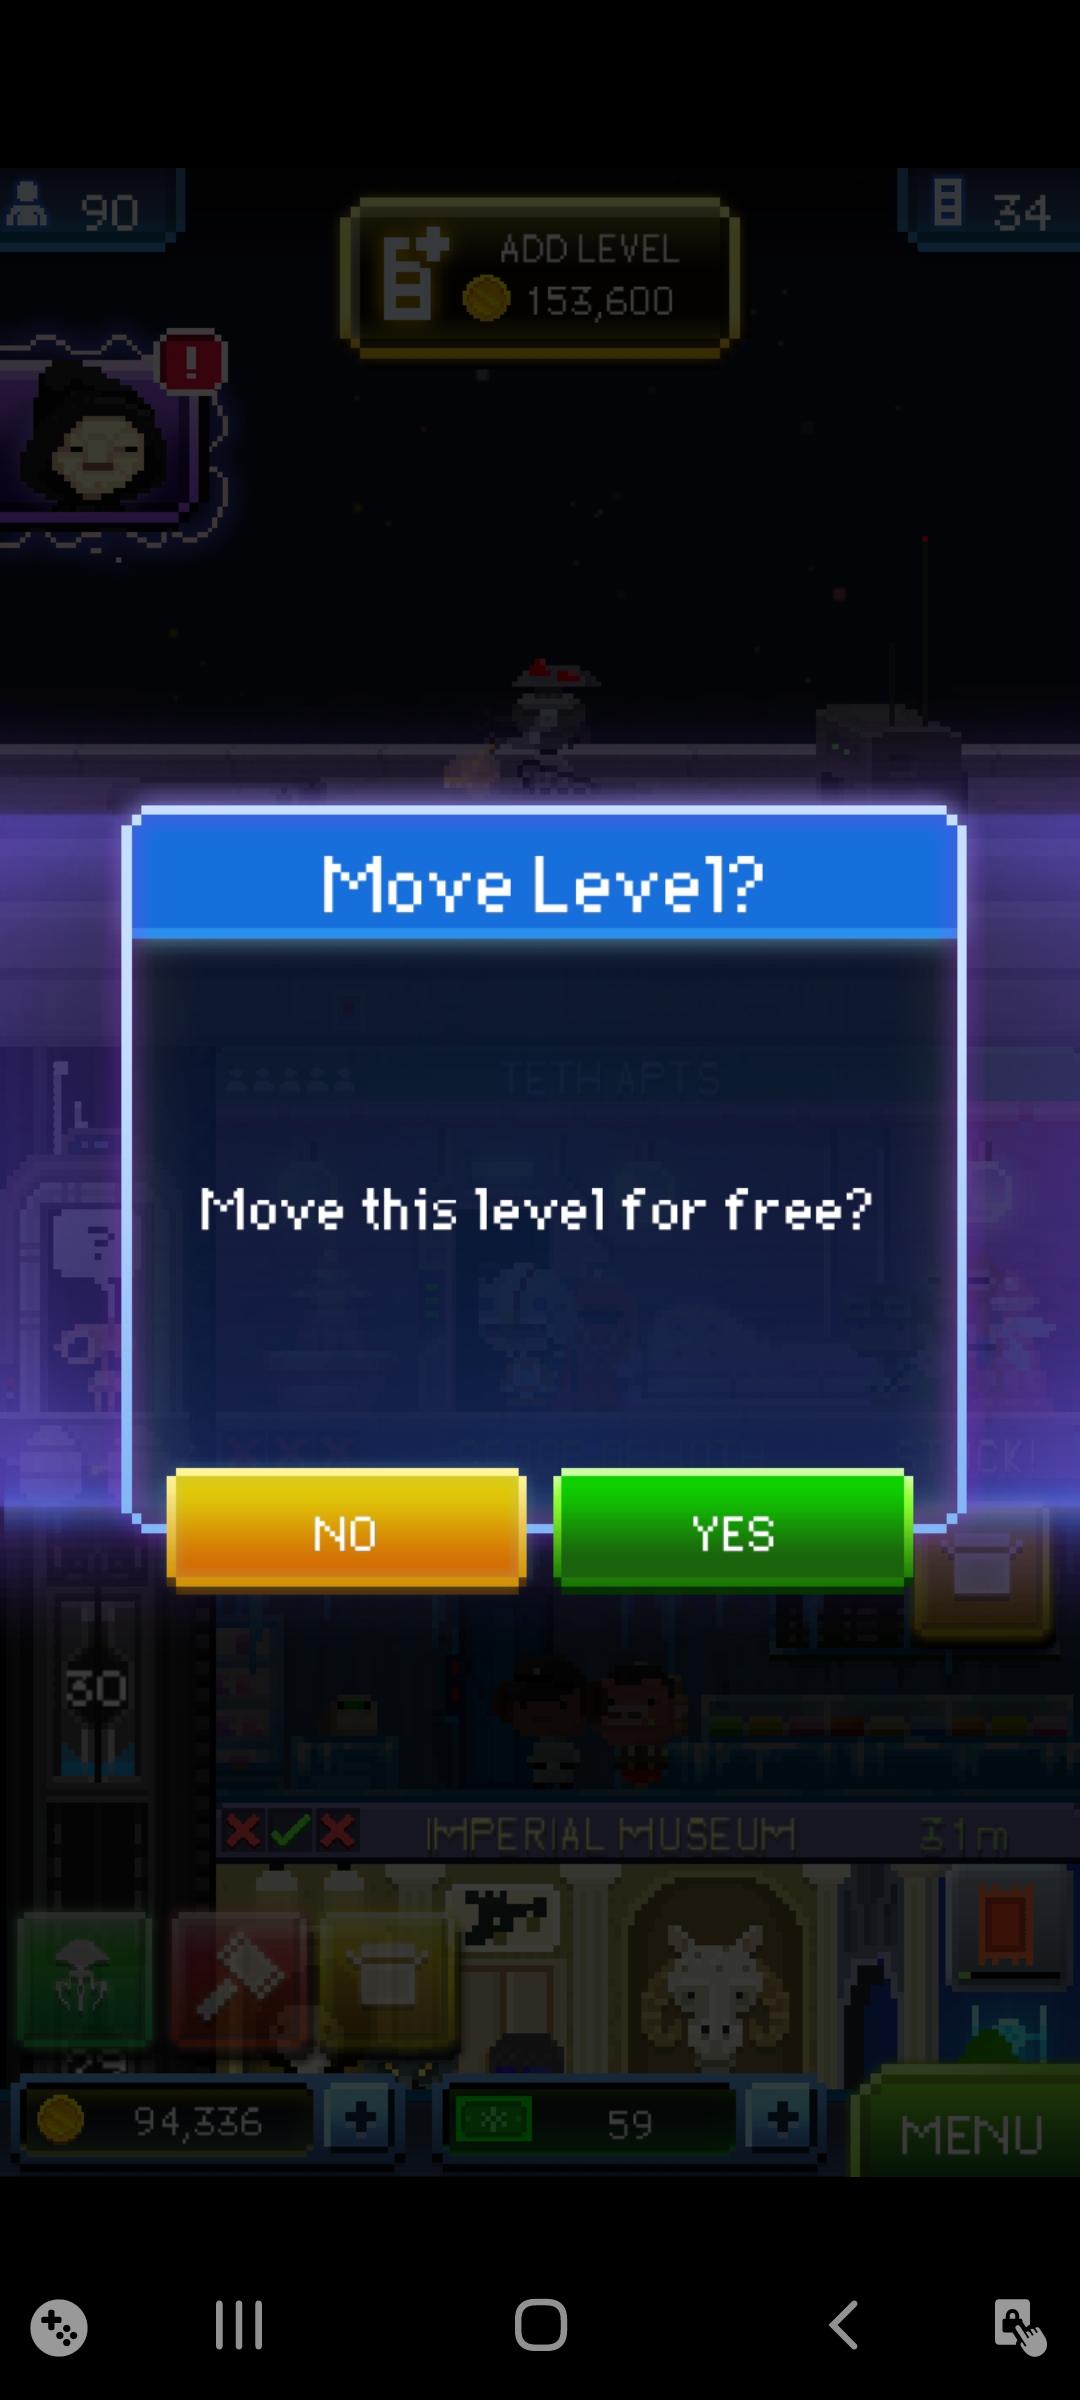 90
ADD LEVEL
153,600
34
!
Move Level?
TETH APTS
Move this level for free?
NO
YES
30
IMPERIAL MUSEUM
31m
29
94,336
59
MENU